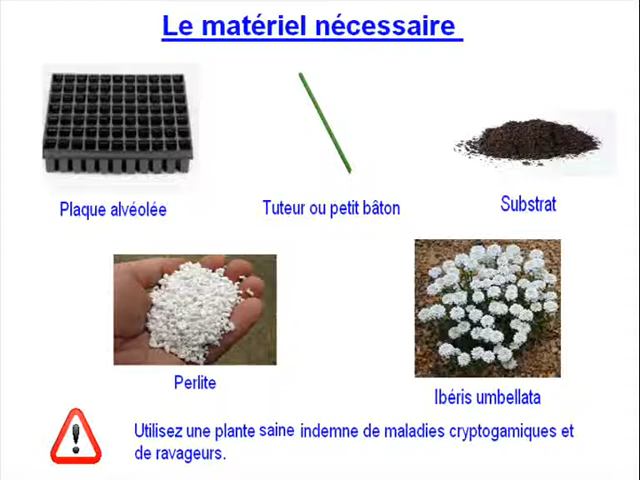 Le matériel nécessaire
Plaque alvéolée
Tuteur ou petit bâton
Substrat
Perlite
Ibéris umbellata
Utilisez une plante saine indemne de maladies cryptogamiques et
de ravageurs.